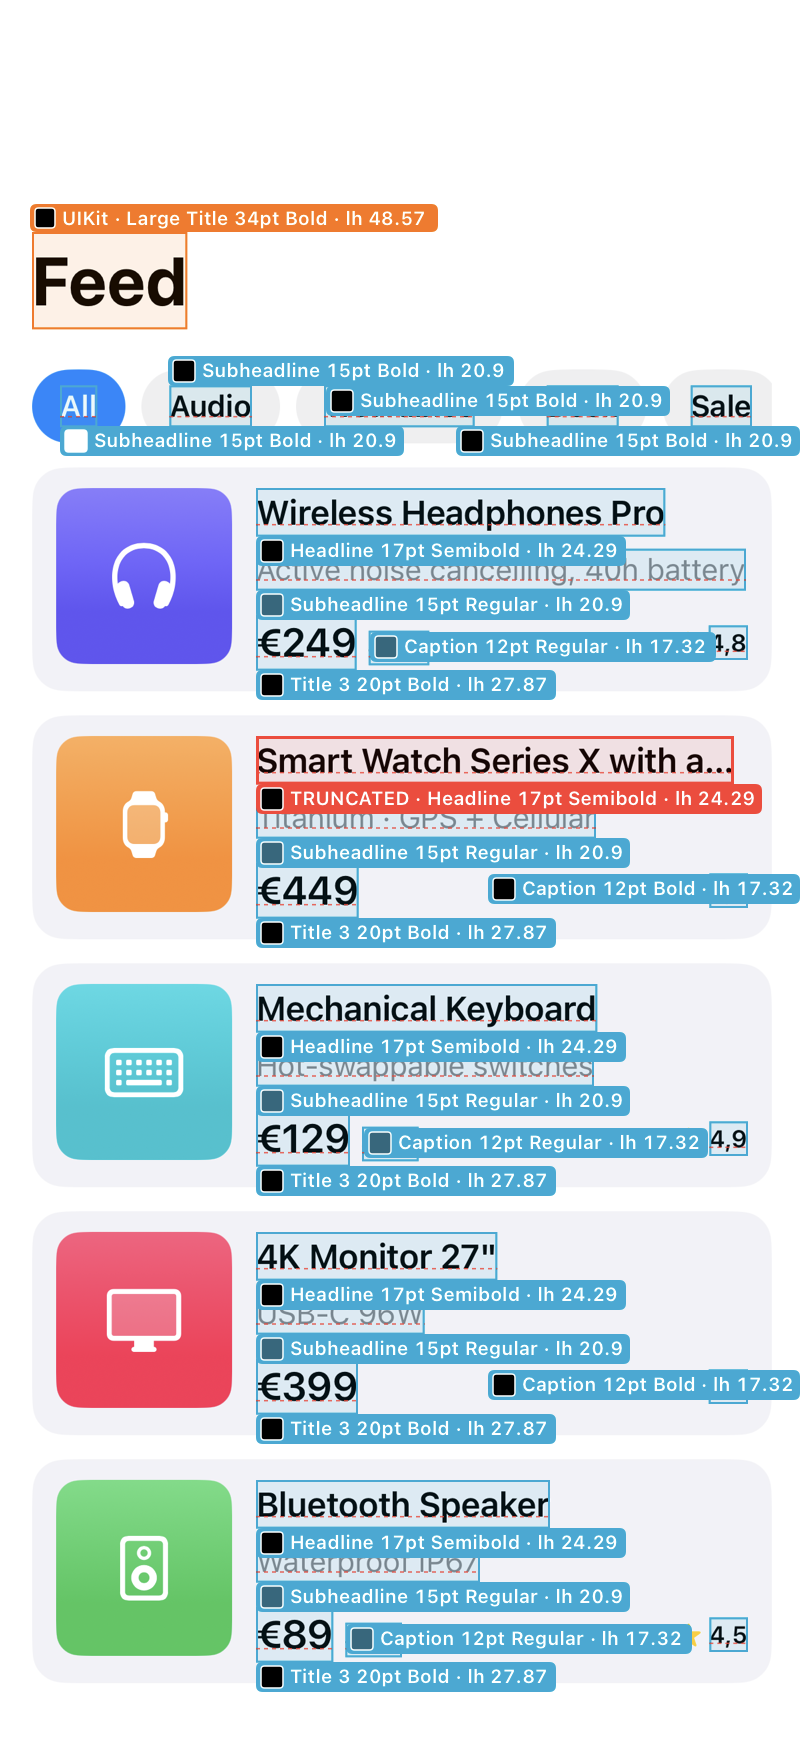 UIKit · Large Title 34pt Bold · lh 48.57
Feed
Subheadline 15pt Bold · lh 20.9
Subheadline 15pt Bold · lh 20.9
All Audio Sale
Subheadline 15pt Bold · lh 20.9
Subheadline 15pt Bold · lh 20.9
Wireless Headphones Pro
Headline 17pt Semibold · lh 24.29
Active noise cancelling, 40h battery
Subheadline 15pt Regular · lh 20.9
€249 Caption 12pt Regular · lh 17.32 4,8
Title 3 20pt Bold · lh 27.87
Smart Watch Series X with a...
TRUNCATED · Headline 17pt Semibold · lh 24.29
Titanium · GPS + Cellular
Subheadline 15pt Regular · lh 20.9
€449 Caption 12pt Bold · lh 17.32
Title 3 20pt Bold · lh 27.87
Mechanical Keyboard
Headline 17pt Semibold · lh 24.29
Hot-swappable switches
Subheadline 15pt Regular · lh 20.9
€129 Caption 12pt Regular · lh 17.32 4,9
Title 3 20pt Bold · lh 27.87
4K Monitor 27"
Headline 17pt Semibold · lh 24.29
USB-C 96W
Subheadline 15pt Regular · lh 20.9
€399 Caption 12pt Bold · lh 17.32
Title 3 20pt Bold · lh 27.87
Bluetooth Speaker
Headline 17pt Semibold · lh 24.29
Waterproof IP67
Subheadline 15pt Regular · lh 20.9
€89 Caption 12pt Regular · lh 17.32 4,5
Title 3 20pt Bold · lh 27.87